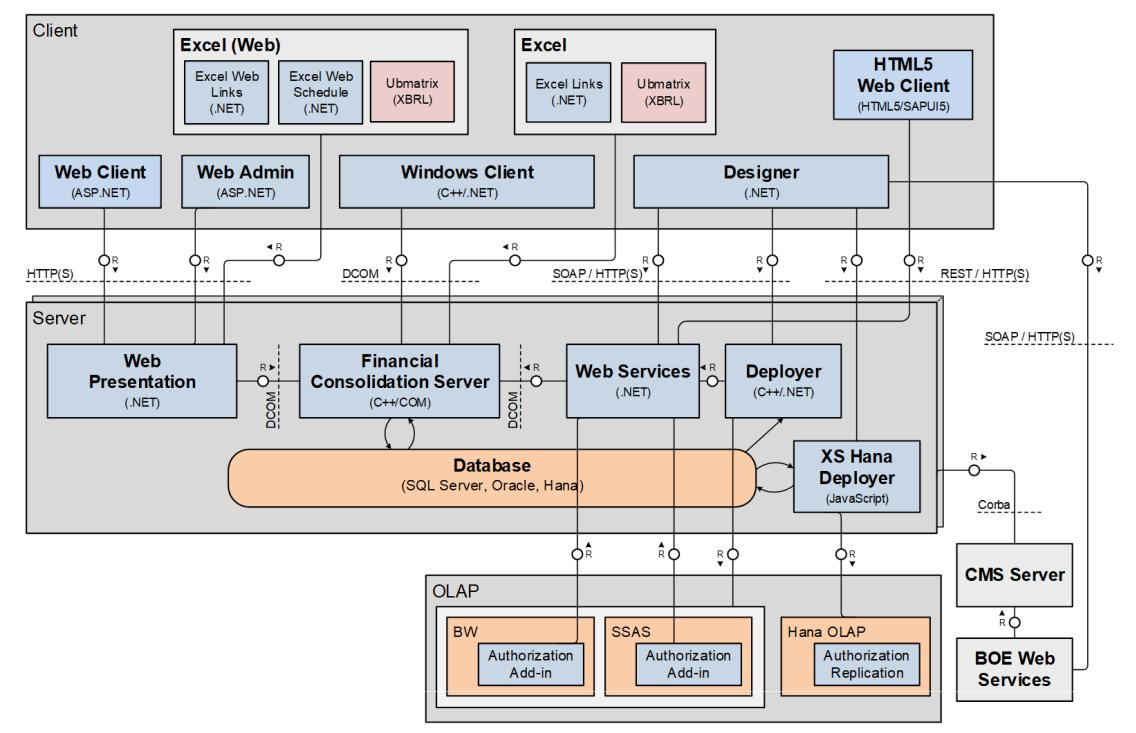 Client
Excel (Web)
Excel Web
Links
(.NET)
Excel Web
Schedule
(.NET)
Ubmatrix
(XBRL)
Excel
Excel Links
(.NET)
Ubmatrix
(XBRL)
HTML5
Web Client
(HTML5/SAPUI5)
Web Client
(ASP.NET)
Web Admin
(ASP.NET)
Windows Client
(C++/.NET)
Designer
(.NET)
R
R
R
R
R
R
R
R
R
R
HTTP(S)
DCOM
SOAP / HTTP(S)
REST / HTTP(S)
Server
SOAP / HTTP(S)
Web
Presentation
(.NET)
R
DCOM
Financial
Consolidation Server
(C++/COM)
R
DCOM
Web Services
(.NET)
R
Deployer
(C++/.NET)
Database
(SQL Server, Oracle, Hana)
XS Hana
Deployer
(JavaScript)
R
Corba
R
R
R
R
CMS Server
OLAP
R
BW
Authorization
Add-in
SSAS
Authorization
Add-in
Hana OLAP
Authorization
Replication
BOE Web
Services